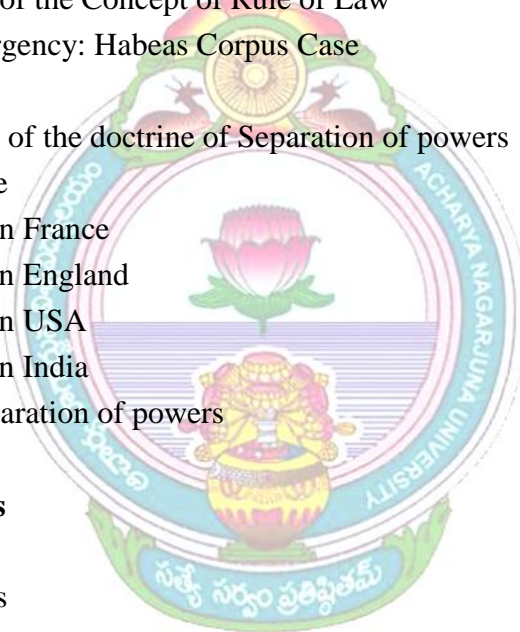 of the Concept of Rule of Law
rgency: Habeas Corpus Case
of the doctrine of Separation of powers
e
n France
n England
n USA
n India
aration of powers
s
s
ACHARYA NAGARJUNA UNIVERSITY
సత్యే సర్వం ప్రతిష్ఠితమ్